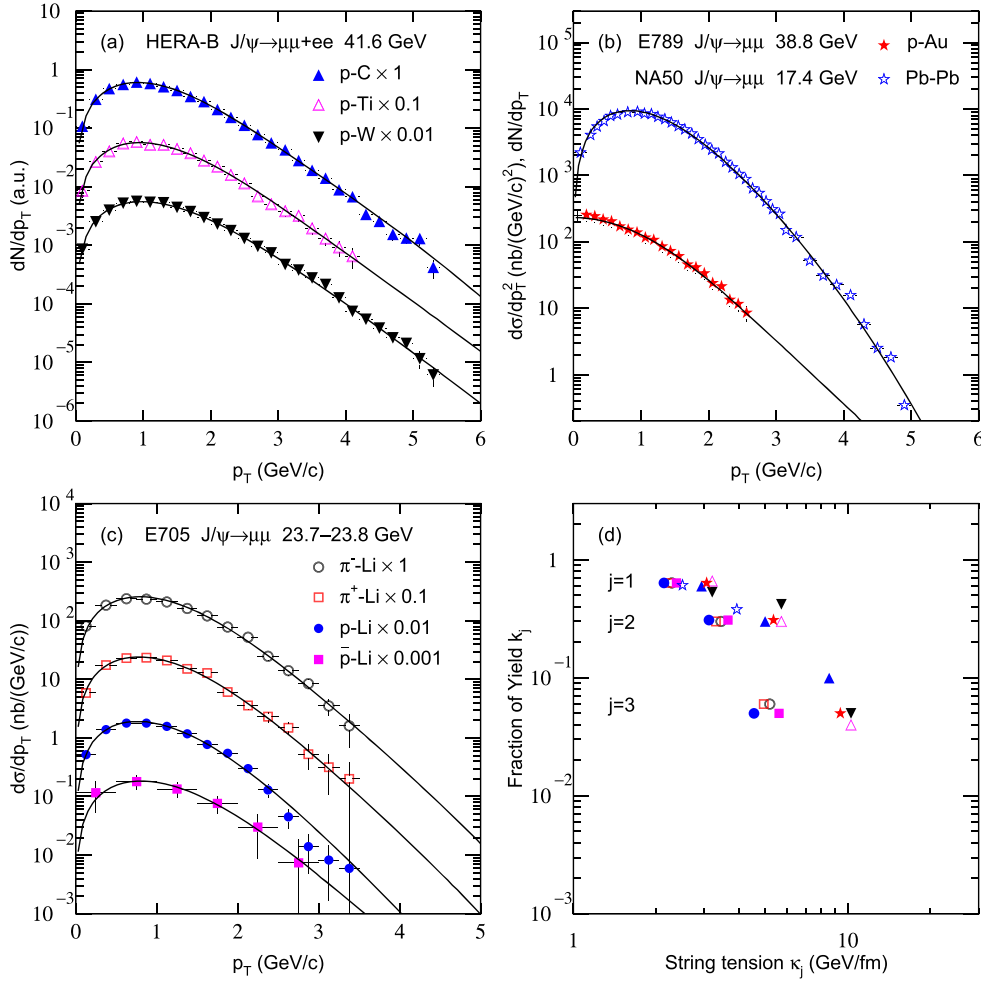 (a) HERA-B J/ψ→μμ+ee 41.6 GeV
p-C × 1
p-Ti × 0.1
p-W × 0.01
dN/dp_T (a.u.)
10
1
10^−1
10^−2
10^−3
10^−4
10^−5
10^−6
0 1 2 3 4 5 6
p_T (GeV/c)
(b) E789 J/ψ→μμ 38.8 GeV p-Au
NA50 J/ψ→μμ 17.4 GeV Pb-Pb
dσ/dp_T^2 (nb/(GeV/c)^2), dN/dp_T
10^5
10^4
10^3
10^2
10
1
0 1 2 3 4 5 6
p_T (GeV/c)
(c) E705 J/ψ→μμ 23.7–23.8 GeV
π^- -Li × 1
π^+ -Li × 0.1
p-Li × 0.01
p̄-Li × 0.001
dσ/dp_T (nb/(GeV/c))
10^4
10^3
10^2
10
1
10^−1
10^−2
10^−3
0 1 2 3 4 5
p_T (GeV/c)
(d)
j=1
j=2
j=3
Fraction of Yield k_j
1
10^−1
10^−2
10^−3
1 10
String tension κ_j (GeV/fm)